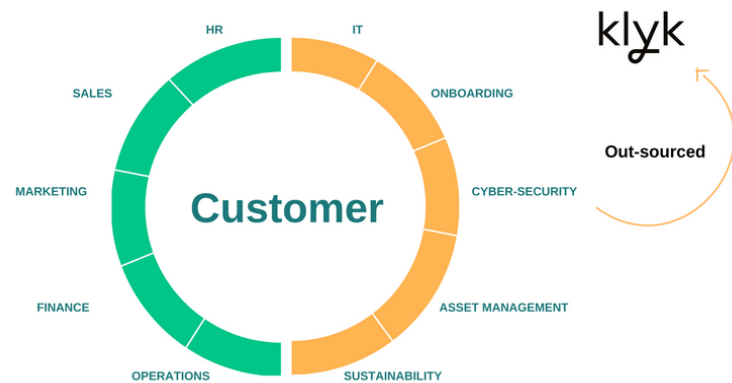 HR
IT
klyk
SALES
ONBOARDING
Out-sourced
MARKETING
Customer
CYBER-SECURITY
FINANCE
ASSET MANAGEMENT
OPERATIONS
SUSTAINABILITY